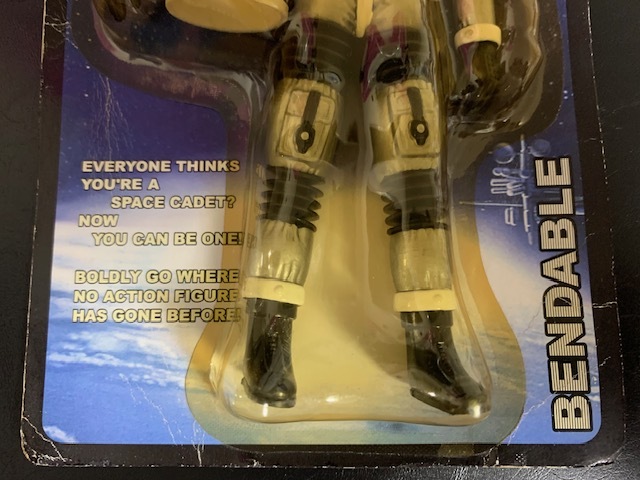 EVERYONE THINKS
YOU'RE A
SPACE CADET?
NOW
YOU CAN BE ONE!
BOLDLY GO WHERE
NO ACTION FIGURE
HAS GONE BEFORE!
BENDABLE